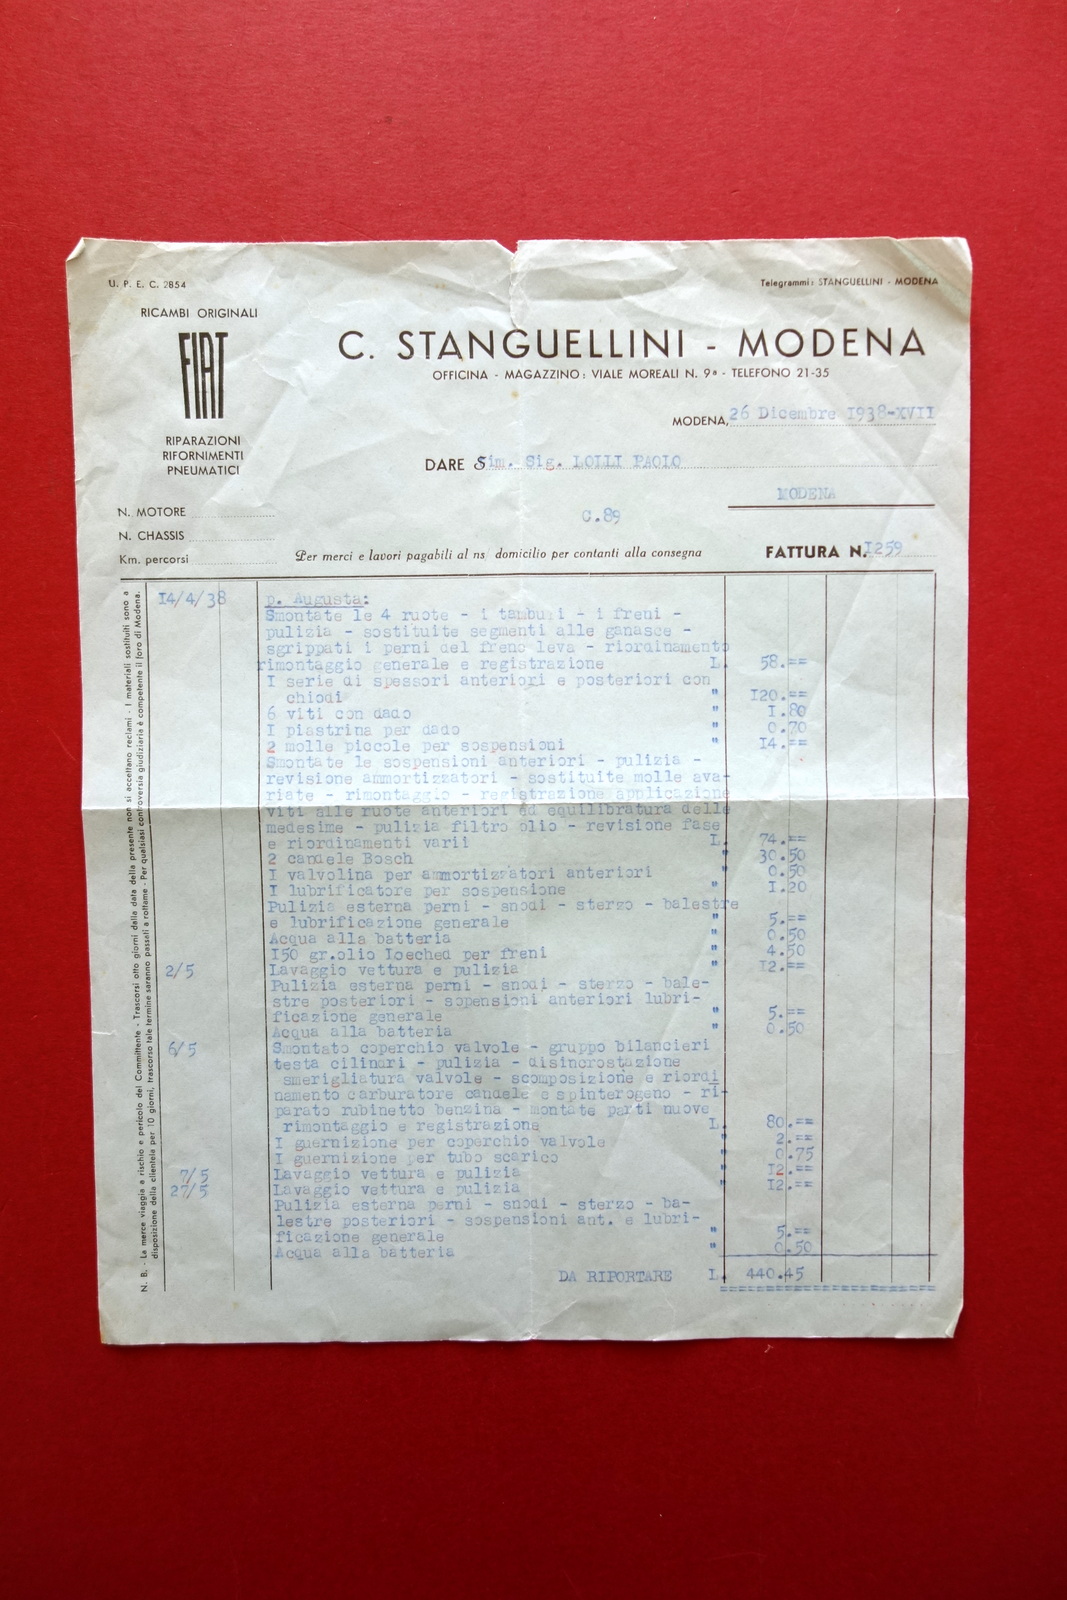 U. P. E. C. 2854
Telegrammi: STANGUELLINI - MODENA
RICAMBI ORIGINALI
FIAT
RIPARAZIONI
RIFORNIMENTI
PNEUMATICI
C. STANGUELLINI - MODENA
OFFICINA - MAGAZZINO: VIALE MOREALI N. 9ª - TELEFONO 21-35
MODENA, 26 Dicembre 1938-XVII
DARE Sim. Sig. LOLLI PAOLO
MODENA
C.89
N. MOTORE
N. CHASSIS
Km. percorsi
Per merci e lavori pagabili al ns. domicilio per contanti alla consegna
FATTURA N. I259
N. B. - La merce viaggia a rischio e pericolo del Committente - Trascorsi otto giorni dalla data della presente non si accettano reclami - I materiali sostituiti sono a
disposizione della clientela per 10 giorni, trascorso tale termine saranno passati a rottame - Per qualsiasi controversia giudiziaria è competente il foro di Modena.
I4/4/38 p. Augusta:
Smontate le 4 ruote - i tamburi - i freni -
pulizia - sostituite segmenti alle ganasce -
sgrippati i perni del freno leva - riordinamento
rimontaggio generale e registrazione L. 58.==
I serie di spessori anteriori e posteriori con
chiodi " I20.==
6 viti con dado " I.80
I piastrina per dado " 0.70
2 molle piccole per sospensioni " I4.==
Smontate le sospensioni anteriori - pulizia -
revisione ammortizzatori - sostituite molle ava-
riate - rimontaggio - registrazione applicazione
viti alle ruote anteriori ed equilibratura delle
medesime - pulizia filtro olio - revisione fase
e riordinamenti varii L. 74.==
2 candele Bosch " 30.50
I valvolina per ammortizzatori anteriori " 0.50
I lubrificatore per sospensione " I.20
Pulizia esterna perni - snodi - sterzo - balestre
e lubrificazione generale " 5.==
Acqua alla batteria " 0.50
I50 gr.olio Loeched per freni " 4.50
2/5 Lavaggio vettura e pulizia " I2.==
Pulizia esterna perni - snodi - sterzo - bale-
stre posteriori - sopensioni anteriori lubri-
ficazione generale " 5.==
Acqua alla batteria " 0.50
6/5 Smontato coperchio valvole - gruppo bilancieri
testa cilindri - pulizia - disincrostazione
smerigliatura valvole - scomposizione e riordi
namento carburatore candele e spinterogeno - ri-
parato rubinetto benzina - montate parti nuove
rimontaggio e registrazione L. 80.==
I guernizione per coperchio valvole " 2.==
I guernizione per tubo scarico " 0.75
7/5 Lavaggio vettura e pulizia " I2.==
27/5 Lavaggio vettura e pulizia " I2.==
Pulizia esterna perni - snodi - sterzo - ba-
lestre posteriori - sospensioni ant. e lubri-
ficazione generale " 5.==
Acqua alla batteria " 0.50
DA RIPORTARE L. 440.45